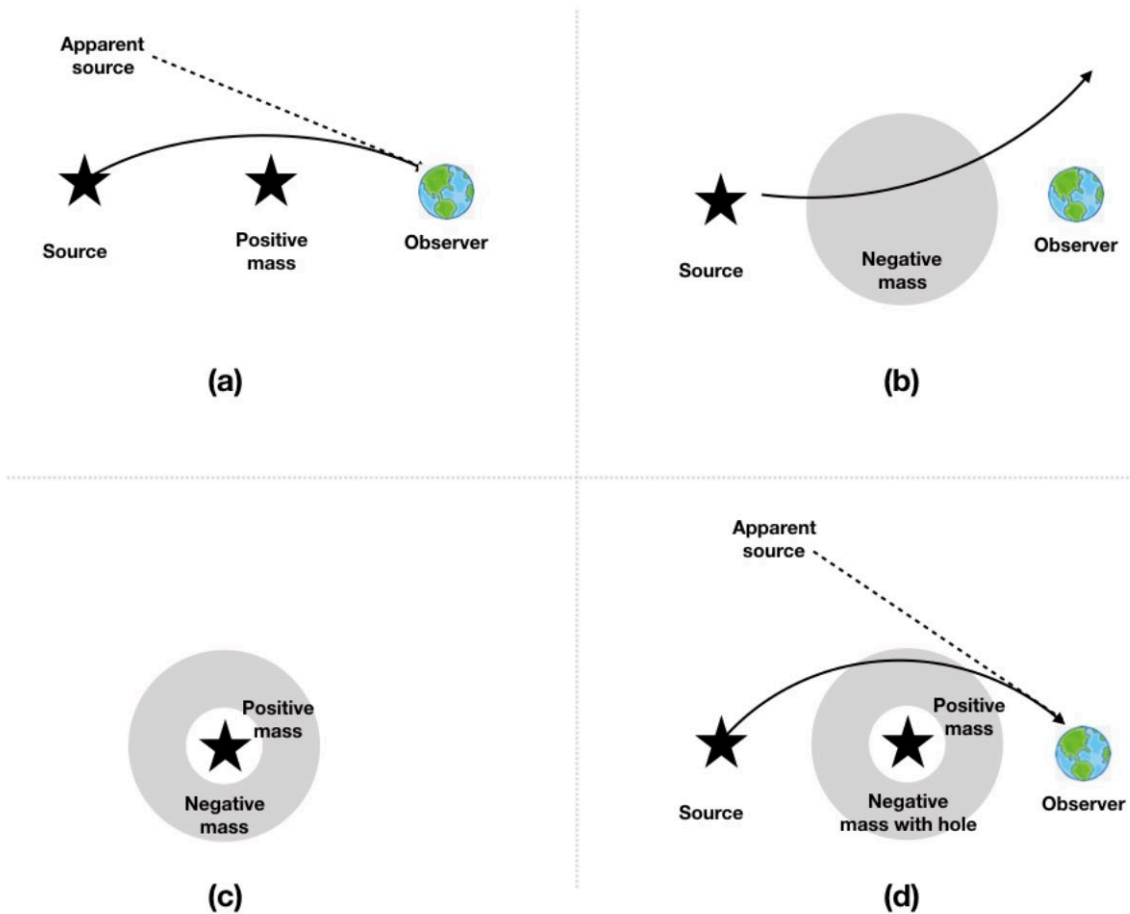 Apparent
source
Source
Positive
mass
Observer
(a)
Source
Negative
mass
Observer
(b)
Positive
mass
Negative
mass
(c)
Apparent
source
Source
Positive
mass
Negative
mass with hole
Observer
(d)